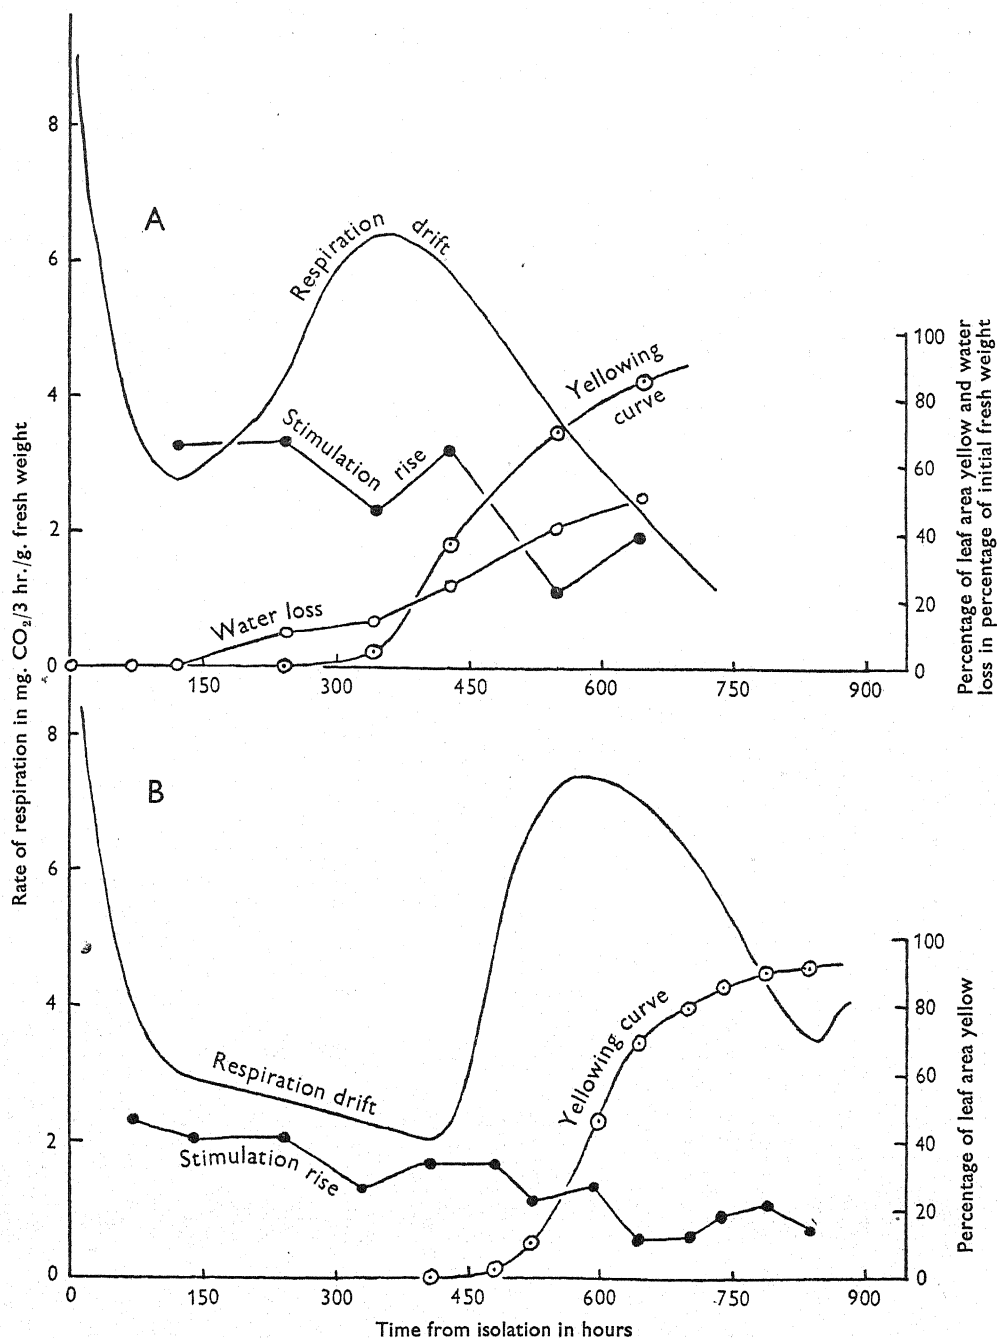 8
6
4
2
0
A
Respiration drift
Stimulation rise
Yellowing curve
Water loss
100
80
60
40
20
0
150
300
450
600
750
900
Percentage of leaf area yellow and water
loss in percentage of initial fresh weight
Rate of respiration in mg. CO₂/3 hr./g. fresh weight
8
6
4
2
0
B
Respiration drift
Stimulation rise
Yellowing curve
100
80
60
40
20
0
Percentage of leaf area yellow
0
150
300
450
600
750
900
Time from isolation in hours